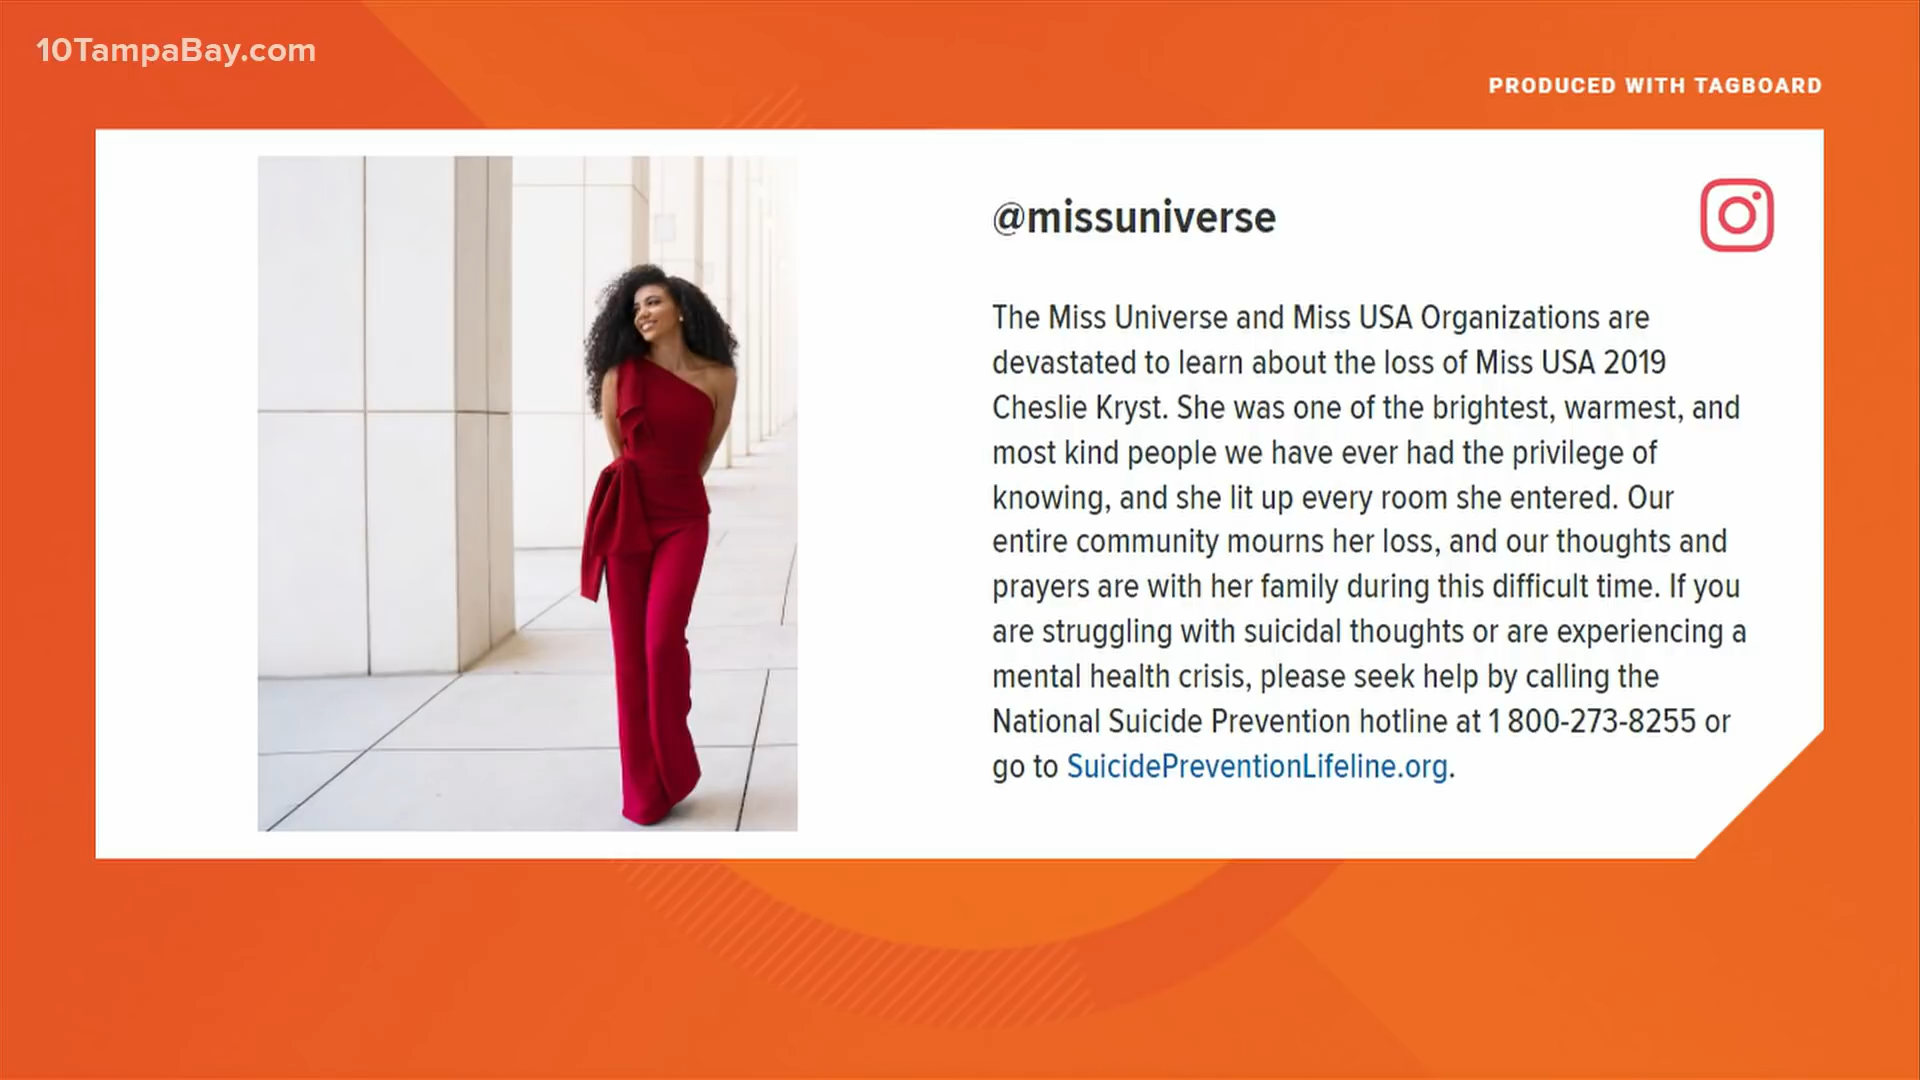 10TampaBay.com
PRODUCED WITH TAGBOARD
@missuniverse
The Miss Universe and Miss USA Organizations are
devastated to learn about the loss of Miss USA 2019
Cheslie Kryst. She was one of the brightest, warmest, and
most kind people we have ever had the privilege of
knowing, and she lit up every room she entered. Our
entire community mourns her loss, and our thoughts and
prayers are with her family during this difficult time. If you
are struggling with suicidal thoughts or are experiencing a
mental health crisis, please seek help by calling the
National Suicide Prevention hotline at 1 800-273-8255 or
go to SuicidePreventionLifeline.org.